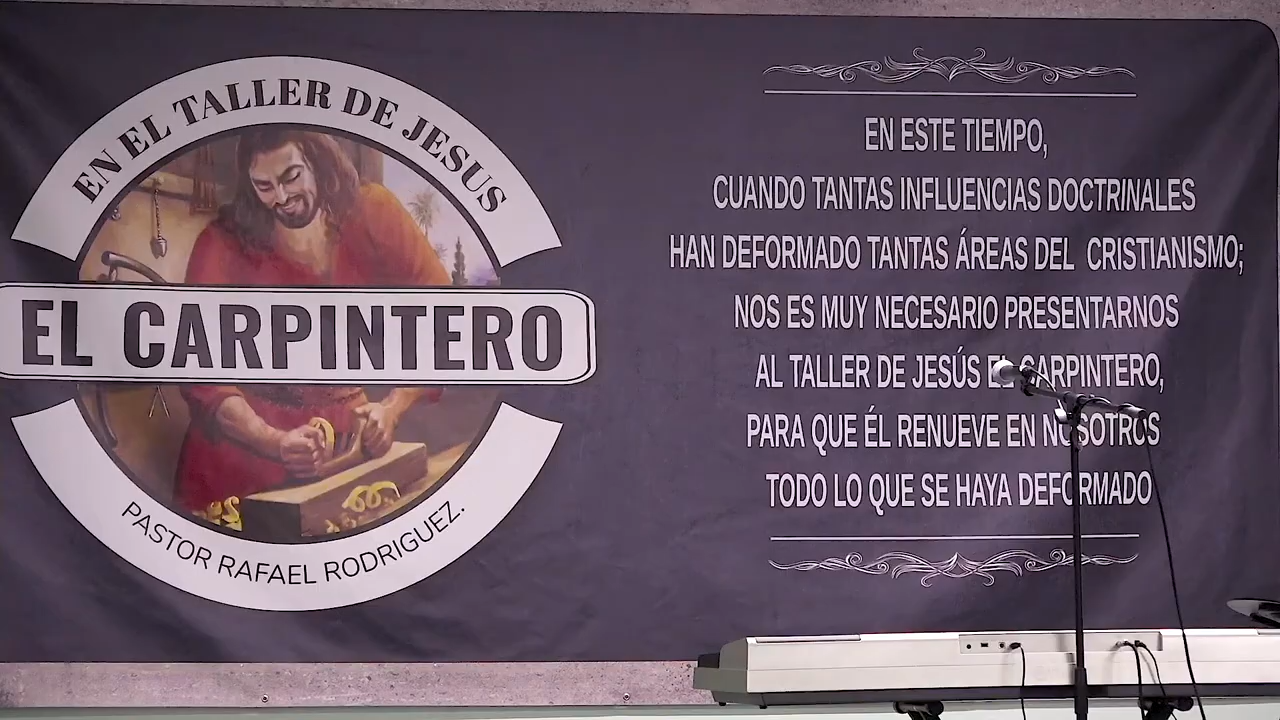 EN EL TALLER DE JESUS
EL CARPINTERO
PASTOR RAFAEL RODRIGUEZ.
EN ESTE TIEMPO,
CUANDO TANTAS INFLUENCIAS DOCTRINALES
HAN DEFORMADO TANTAS ÁREAS DEL CRISTIANISMO;
NOS ES MUY NECESARIO PRESENTARNOS
AL TALLER DE JESÚS EL CARPINTERO,
PARA QUE ÉL RENUEVE EN NOSOTROS
TODO LO QUE SE HAYA DEFORMADO